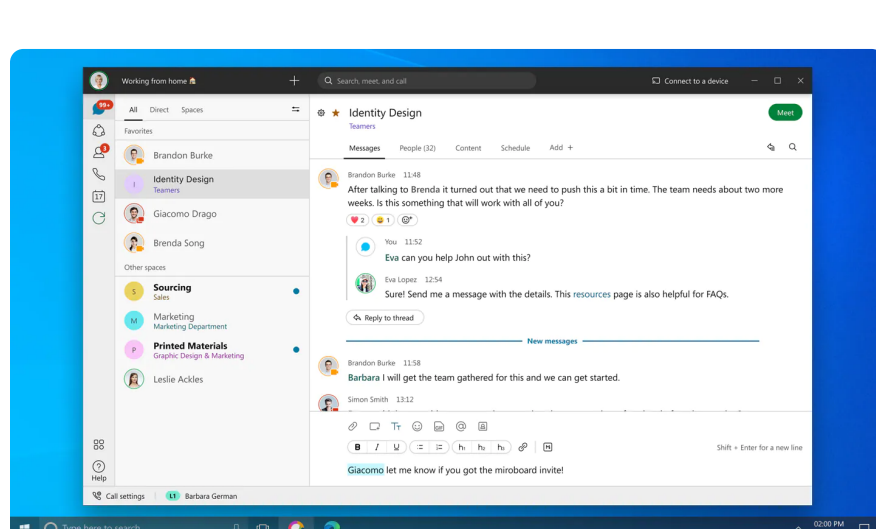 Working from home
Search, meet, and call
Connect to a device
99+
All Direct Spaces
Favorites
3
Brandon Burke
I
Identity Design
Teamers
17
Giacomo Drago
Brenda Song
Other spaces
S
Sourcing
Sales
M
Marketing
Marketing Department
P
Printed Materials
Graphic Design & Marketing
Leslie Ackles
Help
Identity Design
Teamers
Meet
Messages People (32) Content Schedule Add +
Brandon Burke 11:48
After talking to Brenda it turned out that we need to push this a bit in time. The team needs about two more
weeks. Is this something that will work with all of you?
2 1
You 11:52
Eva can you help John out with this?
Eva Lopez 12:54
Sure! Send me a message with the details. This resources page is also helpful for FAQs.
Reply to thread
New messages
Brandon Burke 11:58
Barbara I will get the team gathered for this and we can get started.
Simon Smith 13:12
Tт GIF @
B I U h₁ h₂ h₃ M
Shift + Enter for a new line
Giacomo let me know if you got the miroboard invite!
Call settings L1 Barbara German
Type here to search
02:00 PM